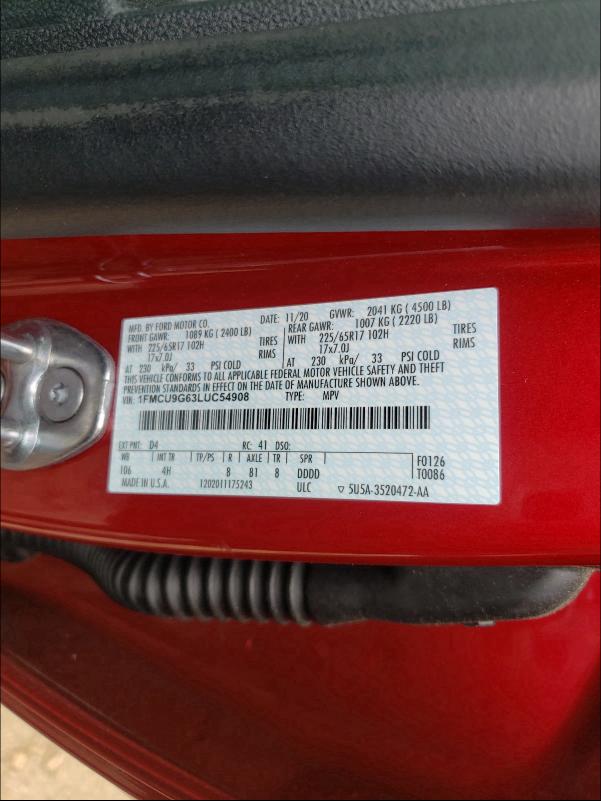 MFD. BY FORD MOTOR CO. DATE: 11/20 GVWR: 2041 KG (4500 LB)
FRONT GAWR: 1089 KG (2400 LB) REAR GAWR: 1007 KG (2220 LB)
WITH 225/65R17 102H TIRES WITH 225/65R17 102H TIRES
17x7.0J RIMS 17x7.0J RIMS
AT 230 kPa/ 33 PSI COLD AT 230 kPa/ 33 PSI COLD
THIS VEHICLE CONFORMS TO ALL APPLICABLE FEDERAL MOTOR VEHICLE SAFETY AND THEFT
PREVENTION STANDARDS IN EFFECT ON THE DATE OF MANUFACTURE SHOWN ABOVE.
VIN: 1FMCU9G63LUC54908 TYPE: MPV
EXT PNT: D4 RC: 41 DSO:
WB INT TR TP/PS R AXLE TR SPR F0126
106 4H 8 81 8 DDDD T0086
MADE IN U.S.A. 1202011175243 ULC ▽ 5U5A-3520472-AA